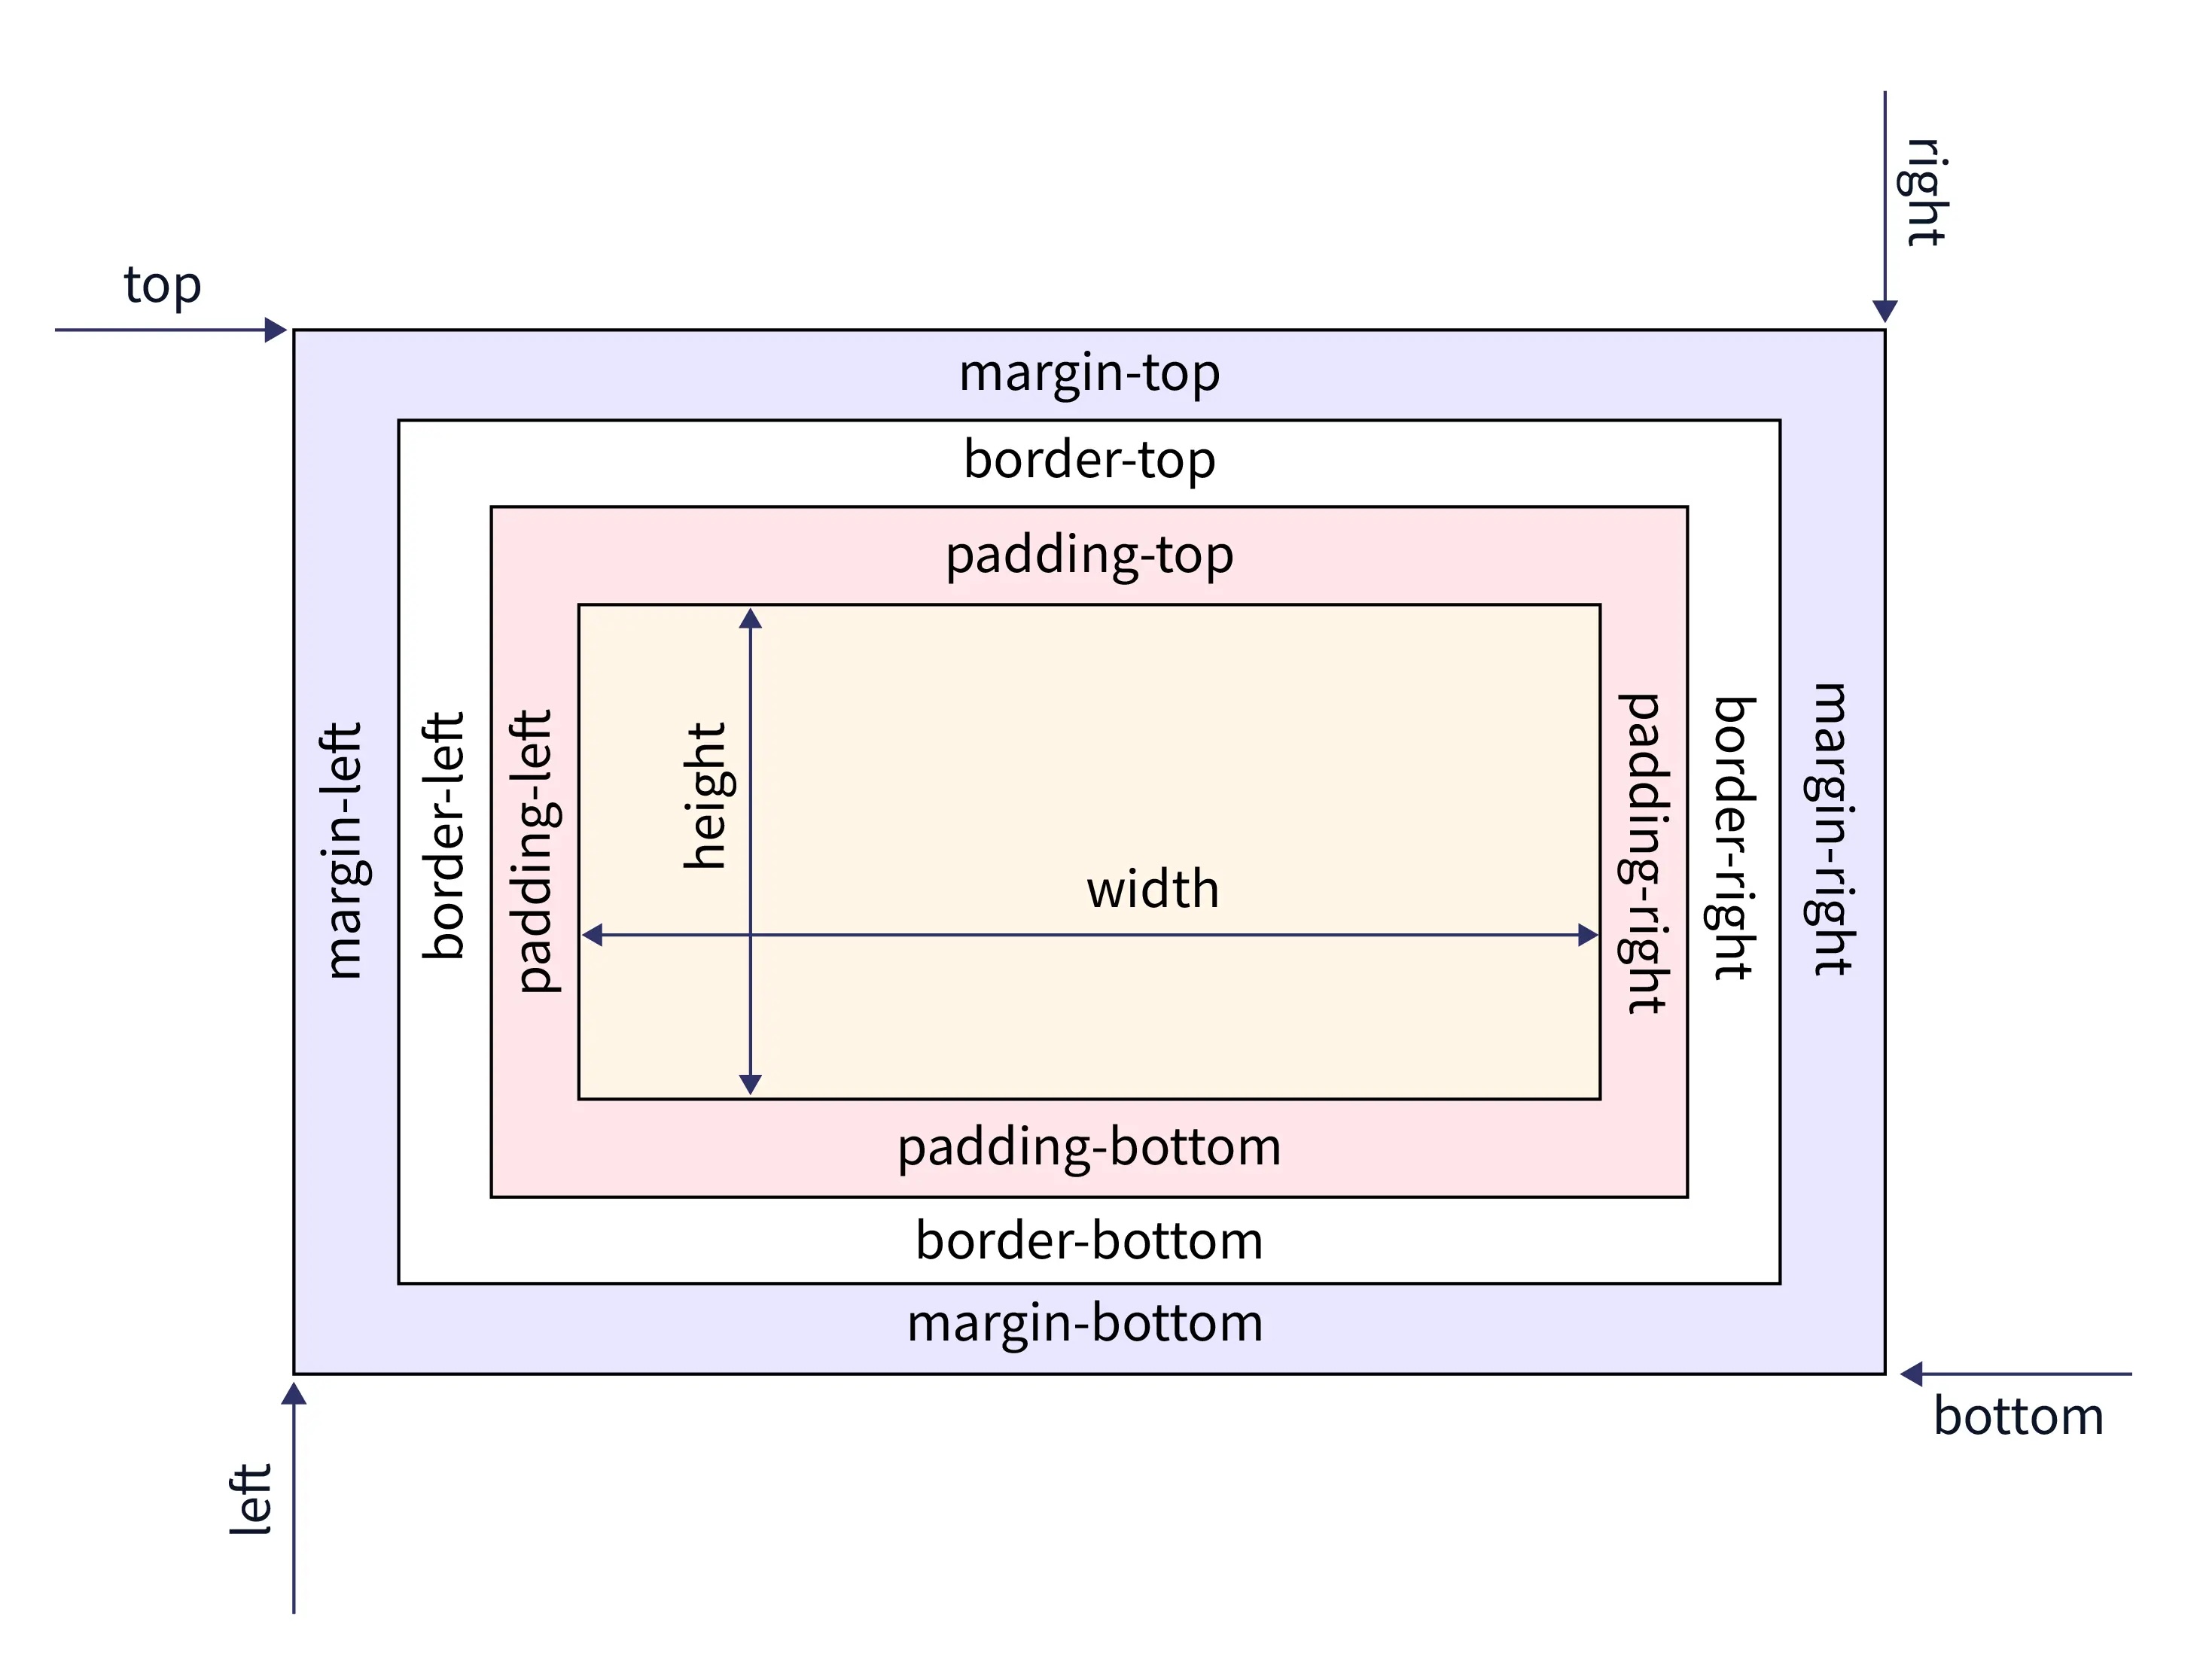 right
top
margin-top
border-top
padding-top
margin-left
border-left
padding-left
height
width
padding-right
border-right
margin-right
padding-bottom
border-bottom
margin-bottom
bottom
left